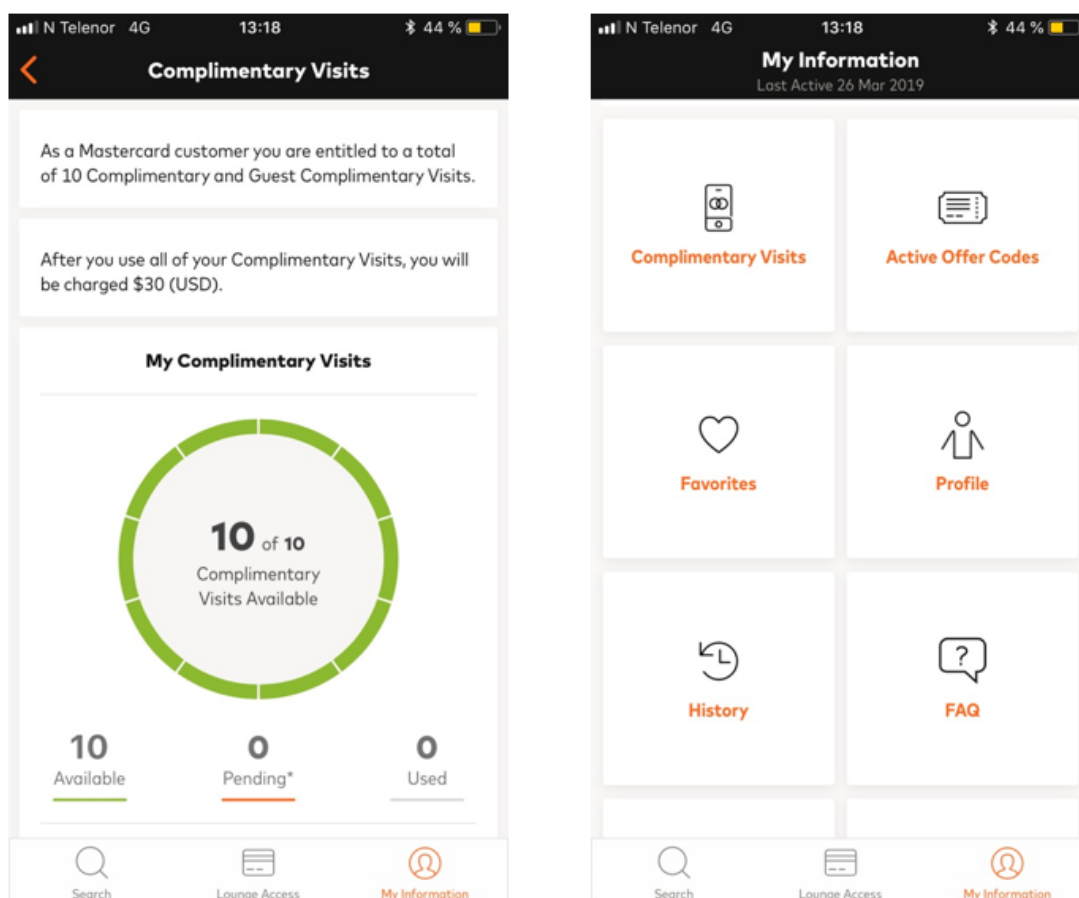 N Telenor 4G 13:18 44 %
Complimentary Visits
As a Mastercard customer you are entitled to a total
of 10 Complimentary and Guest Complimentary Visits.
After you use all of your Complimentary Visits, you will
be charged $30 (USD).
My Complimentary Visits
10 of 10
Complimentary
Visits Available
10 0 0
Available Pending* Used
Search Lounge Access My Information
N Telenor 4G 13:18 44 %
My Information
Last Active 26 Mar 2019
Complimentary Visits Active Offer Codes
Favorites Profile
History FAQ
Search Lounge Access My Information